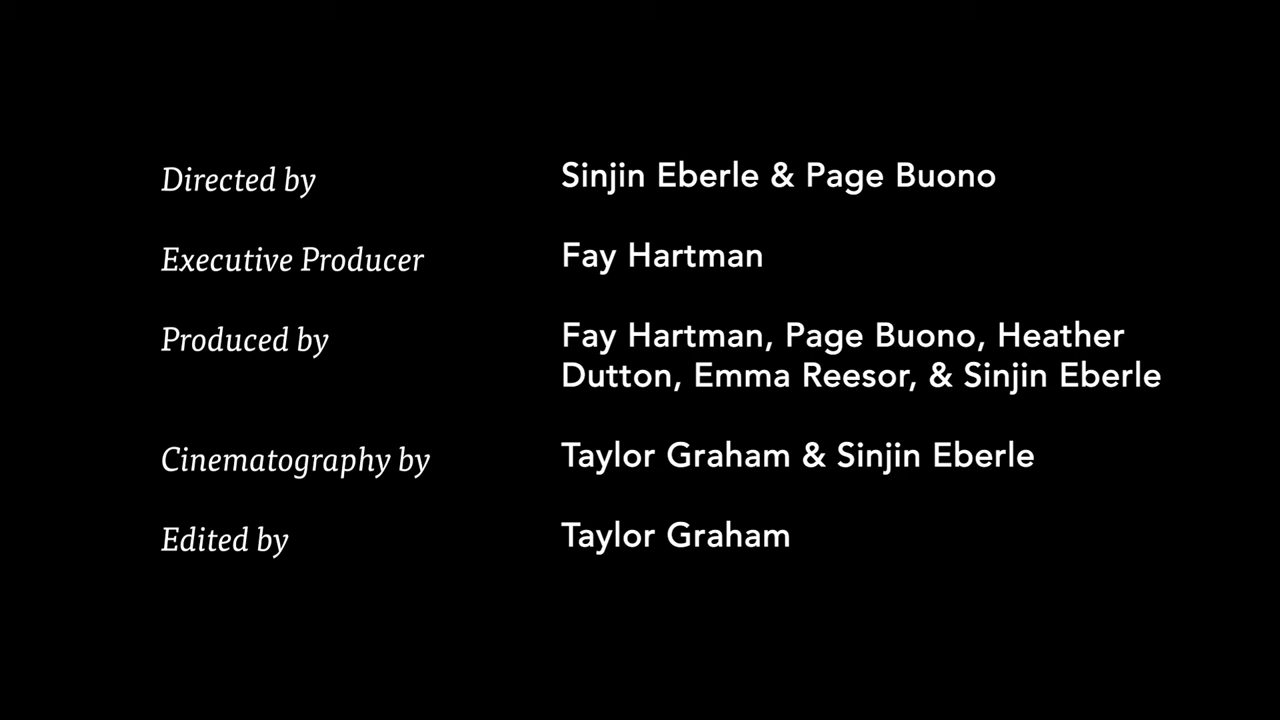 Directed by Sinjin Eberle & Page Buono
Executive Producer Fay Hartman
Produced by Fay Hartman, Page Buono, Heather
Dutton, Emma Reesor, & Sinjin Eberle
Cinematography by Taylor Graham & Sinjin Eberle
Edited by Taylor Graham